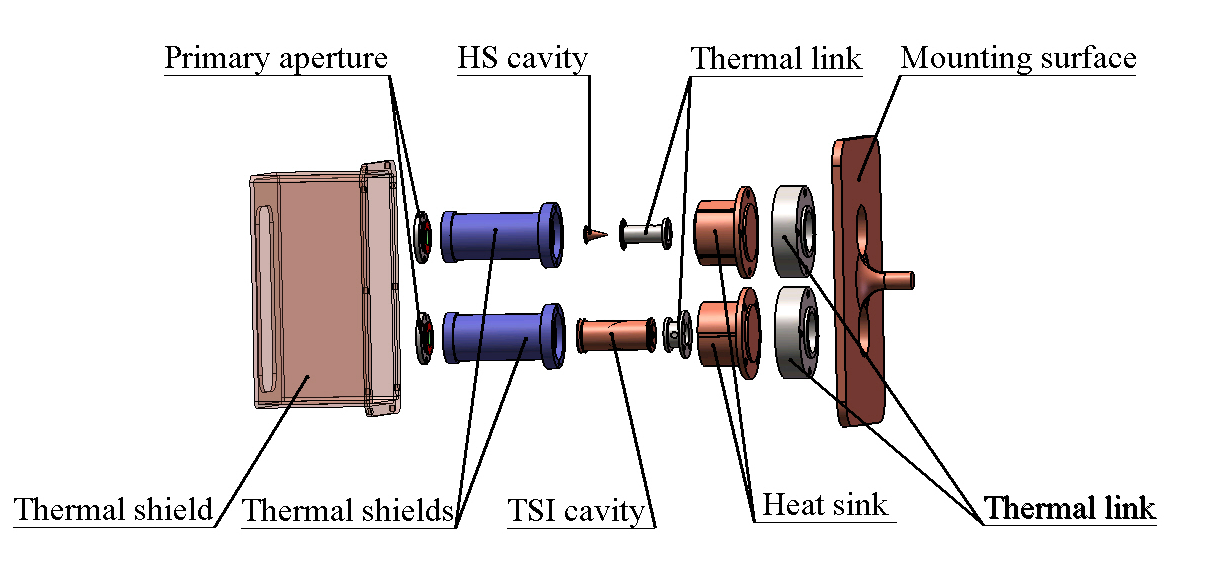 Primary aperture
HS cavity
Thermal link
Mounting surface
Thermal shield
Thermal shields
TSI cavity
Heat sink
Thermal link